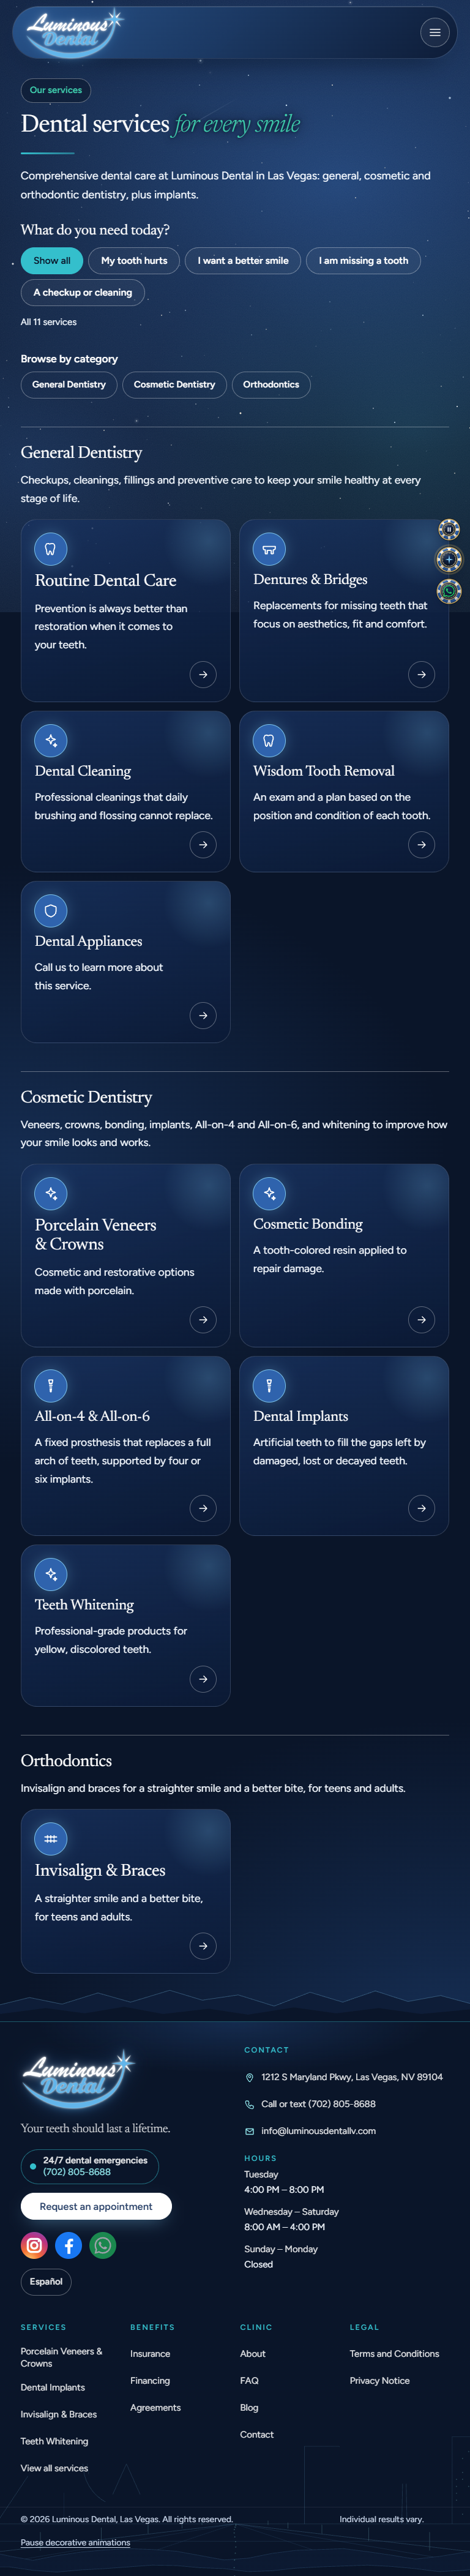 Luminous
Dental
Our services
Dental services for every smile
Comprehensive dental care at Luminous Dental in Las Vegas: general, cosmetic and
orthodontic dentistry, plus implants.
What do you need today?
Show all
My tooth hurts
I want a better smile
I am missing a tooth
A checkup or cleaning
All 11 services
Browse by category
General Dentistry
Cosmetic Dentistry
Orthodontics
General Dentistry
Checkups, cleanings, fillings and preventive care to keep your smile healthy at every
stage of life.
Routine Dental Care
Prevention is always better than
restoration when it comes to
your teeth.
Dentures & Bridges
Replacements for missing teeth that
focus on aesthetics, fit and comfort.
Dental Cleaning
Professional cleanings that daily
brushing and flossing cannot replace.
Wisdom Tooth Removal
An exam and a plan based on the
position and condition of each tooth.
Dental Appliances
Call us to learn more about
this service.
Cosmetic Dentistry
Veneers, crowns, bonding, implants, All-on-4 and All-on-6, and whitening to improve how
your smile looks and works.
Porcelain Veneers
& Crowns
Cosmetic and restorative options
made with porcelain.
Cosmetic Bonding
A tooth-colored resin applied to
repair damage.
All-on-4 & All-on-6
A fixed prosthesis that replaces a full
arch of teeth, supported by four or
six implants.
Dental Implants
Artificial teeth to fill the gaps left by
damaged, lost or decayed teeth.
Teeth Whitening
Professional-grade products for
yellow, discolored teeth.
Orthodontics
Invisalign and braces for a straighter smile and a better bite, for teens and adults.
Invisalign & Braces
A straighter smile and a better bite,
for teens and adults.
Luminous
Dental
Your teeth should last a lifetime.
24/7 dental emergencies
(702) 805-8688
Request an appointment
Español
CONTACT
1212 S Maryland Pkwy, Las Vegas, NV 89104
Call or text (702) 805-8688
info@luminousdentallv.com
HOURS
Tuesday
4:00 PM – 8:00 PM
Wednesday – Saturday
8:00 AM – 4:00 PM
Sunday – Monday
Closed
SERVICES
Porcelain Veneers &
Crowns
Dental Implants
Invisalign & Braces
Teeth Whitening
View all services
BENEFITS
Insurance
Financing
Agreements
CLINIC
About
FAQ
Blog
Contact
LEGAL
Terms and Conditions
Privacy Notice
© 2026 Luminous Dental, Las Vegas. All rights reserved.
Individual results vary.
Pause decorative animations